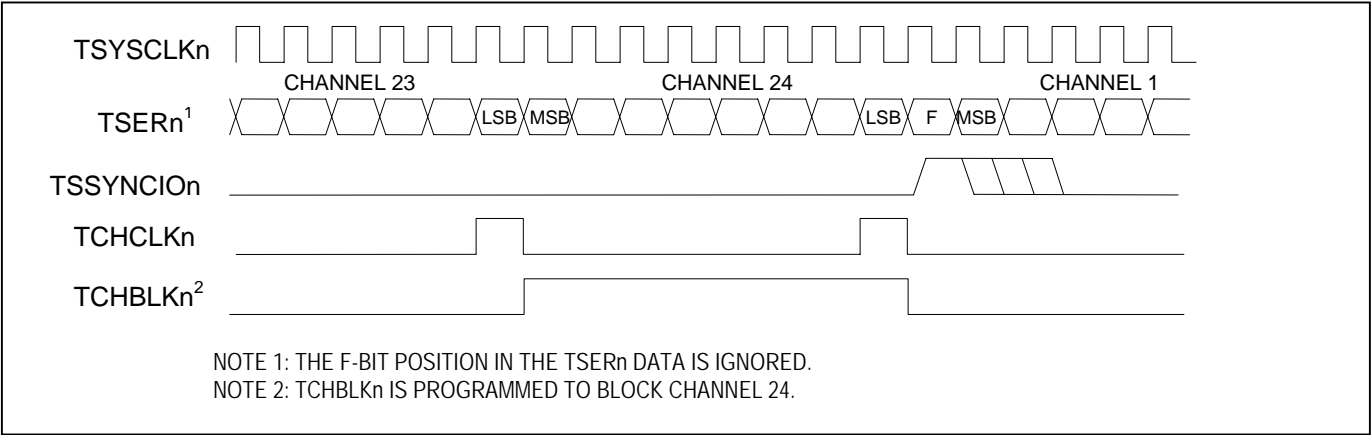 TSYSCLKn
CHANNEL 23 CHANNEL 24 CHANNEL 1
TSERn¹ LSB MSB LSB F MSB
TSSYNCIOn
TCHCLKn
TCHBLKn²
NOTE 1: THE F-BIT POSITION IN THE TSERn DATA IS IGNORED.
NOTE 2: TCHBLKn IS PROGRAMMED TO BLOCK CHANNEL 24.